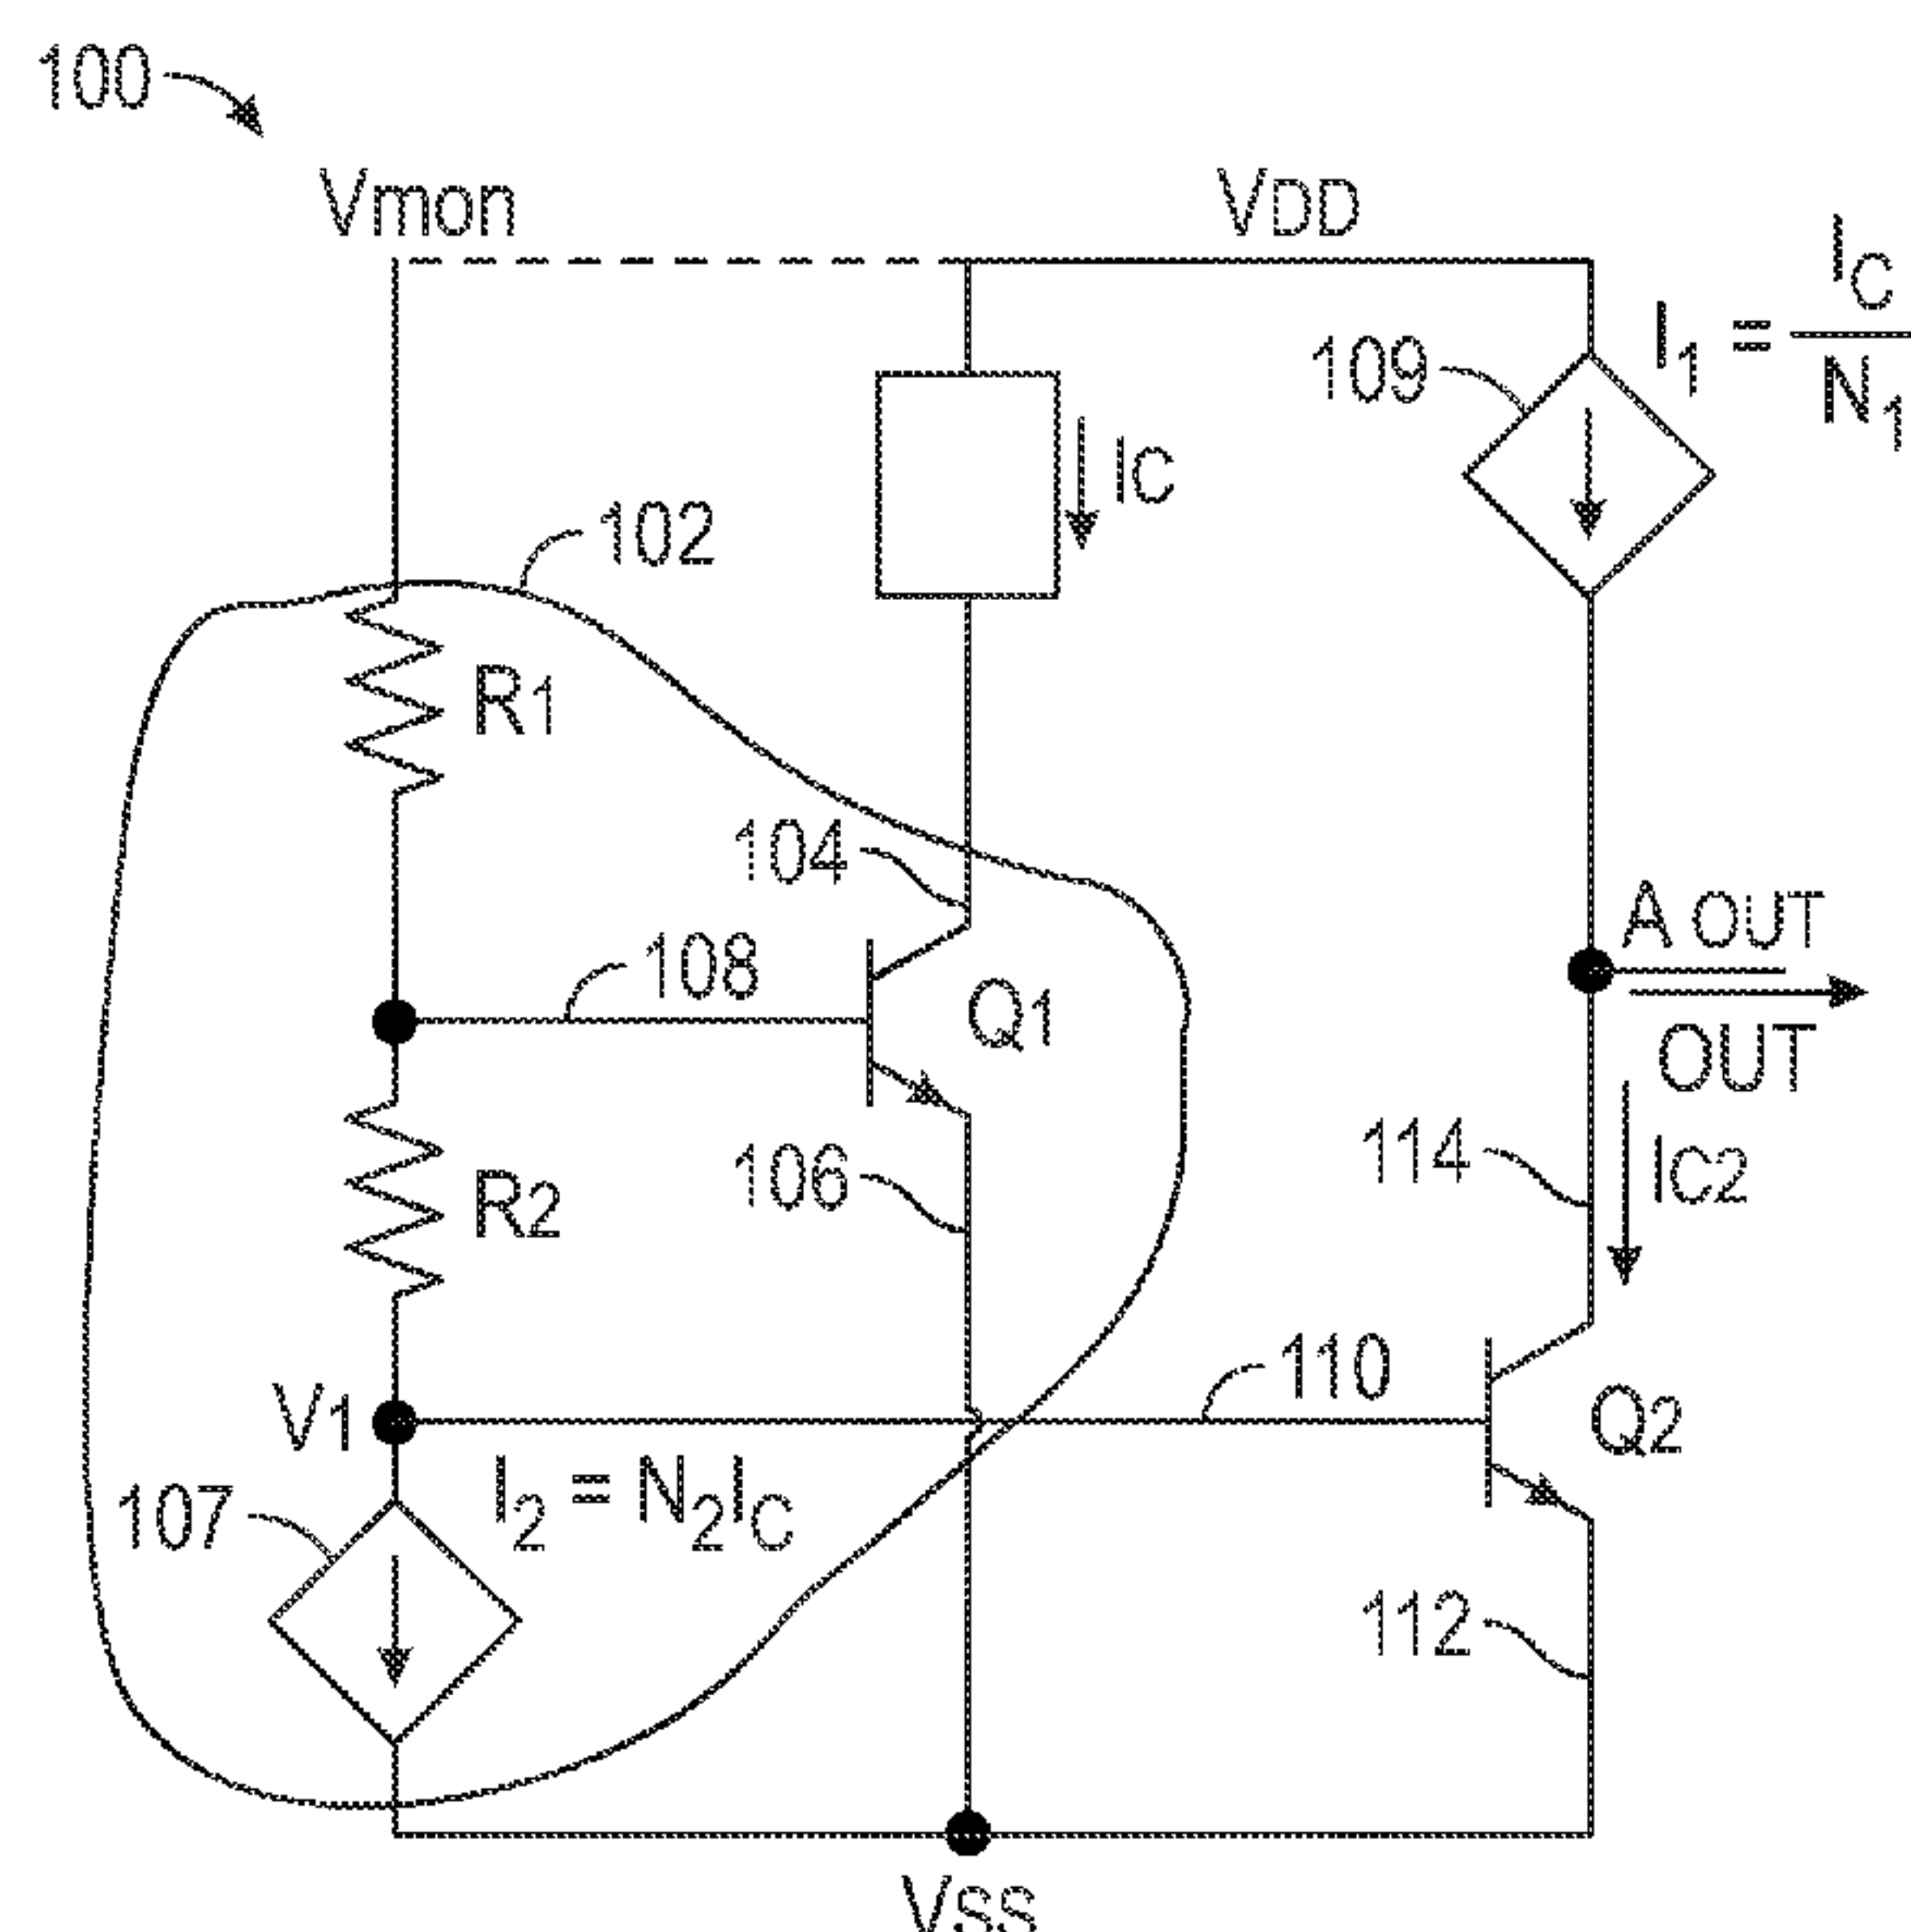 100
Vmon
VDD
I1 = IC/N1
109
IC
102
R1
104
108
A OUT
Q1
OUT
114
IC2
106
R2
110
V1
Q2
I2 = N2IC
107
112
VSS